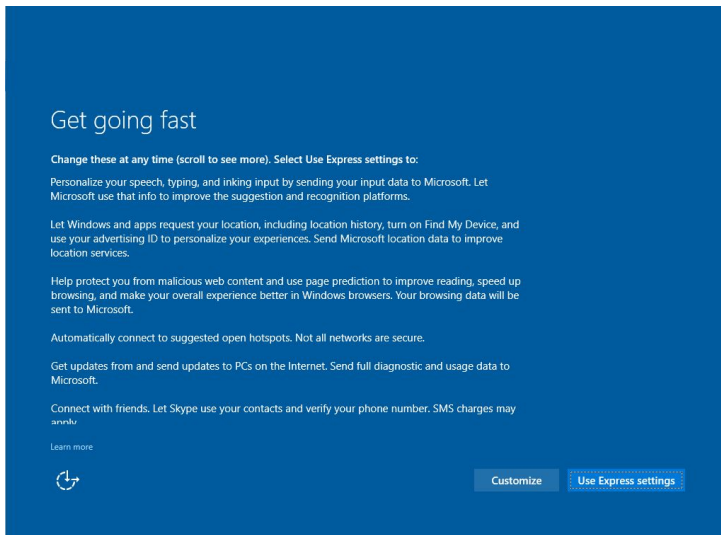 Get going fast
Change these at any time (scroll to see more). Select Use Express settings to:
Personalize your speech, typing, and inking input by sending your input data to Microsoft. Let
Microsoft use that info to improve the suggestion and recognition platforms.
Let Windows and apps request your location, including location history, turn on Find My Device, and
use your advertising ID to personalize your experiences. Send Microsoft location data to improve
location services.
Help protect you from malicious web content and use page prediction to improve reading, speed up
browsing, and make your overall experience better in Windows browsers. Your browsing data will be
sent to Microsoft.
Automatically connect to suggested open hotspots. Not all networks are secure.
Get updates from and send updates to PCs on the Internet. Send full diagnostic and usage data to
Microsoft.
Connect with friends. Let Skype use your contacts and verify your phone number. SMS charges may
apply.
Learn more
Customize
Use Express settings